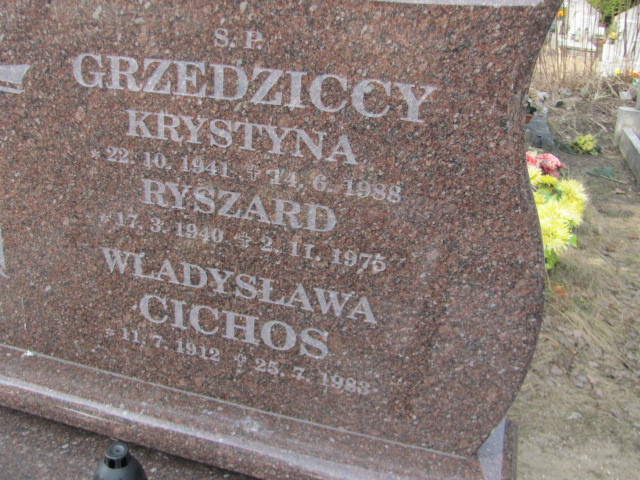 Ś. P.
GRZEDZICCY
KRYSTYNA
* 22. 10. 1941 + 14. 6. 1988
RYSZARD
* 17. 3. 1940 + 2. 11. 1975
WŁADYSŁAWA
CICHOS
* 11. 7. 1912 + 25. 7. 1983